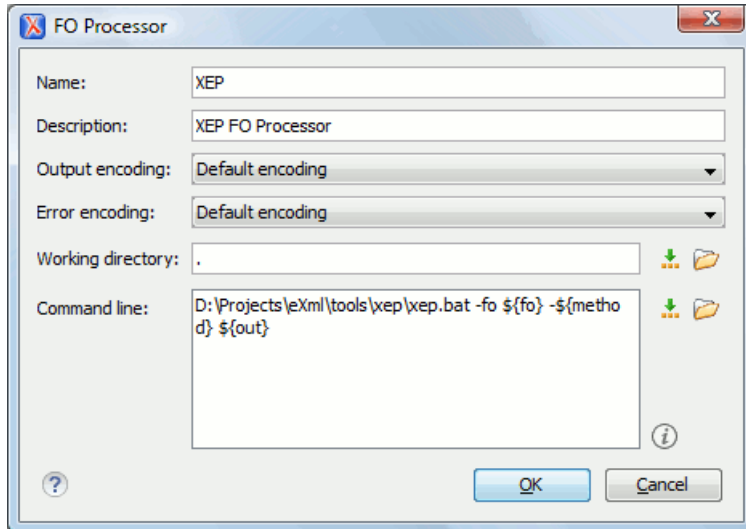 FO Processor
Name: XEP
Description: XEP FO Processor
Output encoding: Default encoding
Error encoding: Default encoding
Working directory: .
Command line: D:\Projects\eXml\tools\xep\xep.bat -fo ${fo} -${metho
d} ${out}
OK Cancel